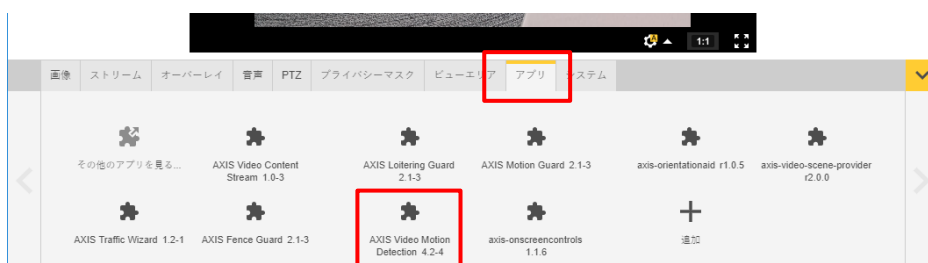 1:1
画像 ストリーム オーバーレイ 音声 PTZ プライバシーマスク ビューエリア アプリ システム
その他のアプリを見る... AXIS Video Content AXIS Loitering Guard AXIS Motion Guard 2.1-3 axis-orientationaid r1.0.5 axis-video-scene-provider
Stream 1.0-3 2.1-3 r2.0.0
AXIS Traffic Wizard 1.2-1 AXIS Fence Guard 2.1-3 AXIS Video Motion axis-onscreencontrols 追加
Detection 4.2-4 1.1.6